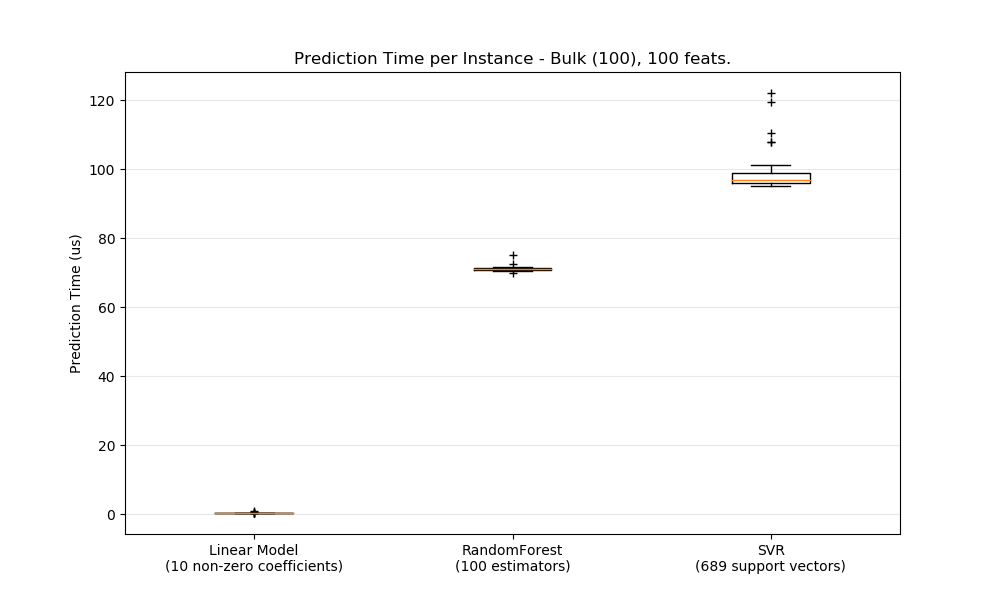 Prediction Time per Instance - Bulk (100), 100 feats.
Prediction Time (us)
120
100
80
60
40
20
0
Linear Model
(10 non-zero coefficients)
RandomForest
(100 estimators)
SVR
(689 support vectors)